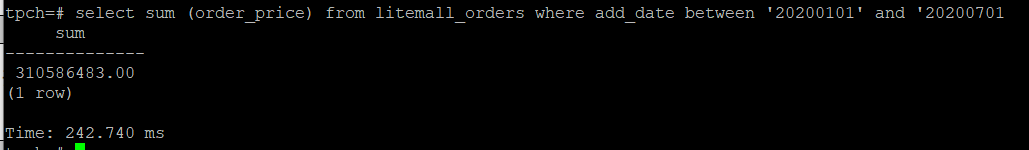 tpch=# select sum (order_price) from litemall_orders where add_date between '20200101' and '20200701
sum
--------------
310586483.00
(1 row)
Time: 242.740 ms